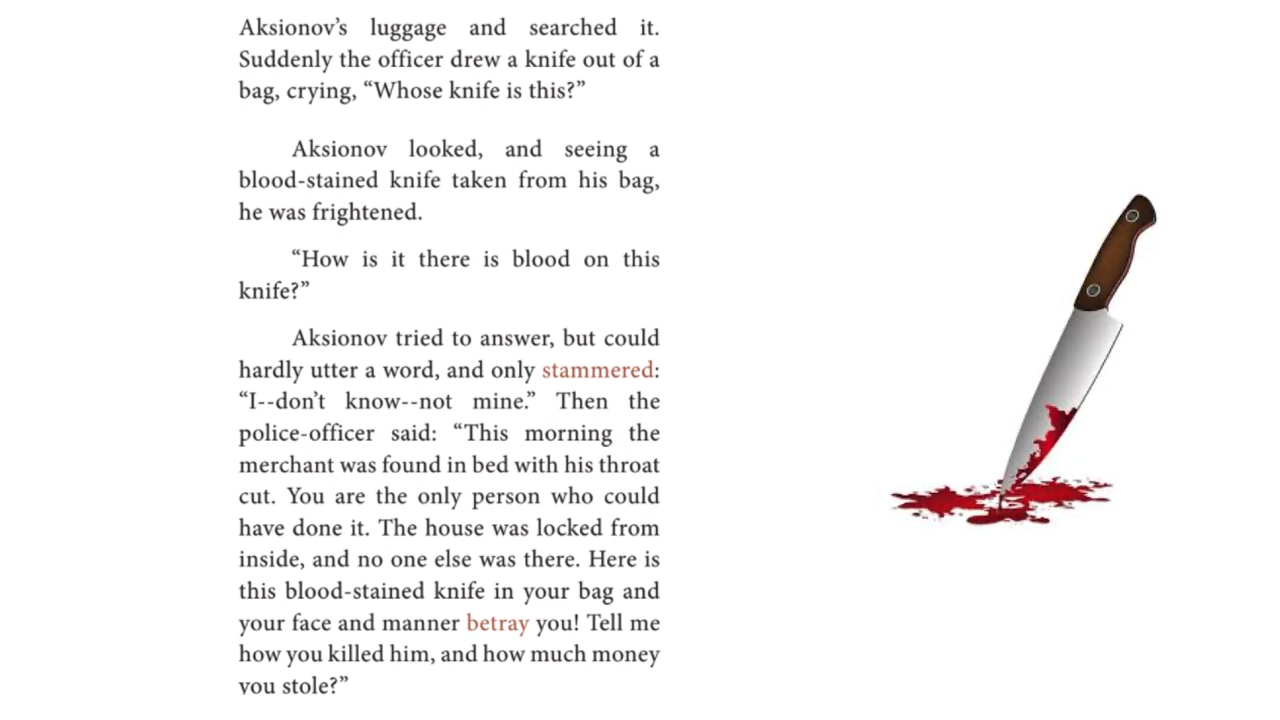 Aksionov’s luggage and searched it.
Suddenly the officer drew a knife out of a
bag, crying, “Whose knife is this?”
Aksionov looked, and seeing a
blood-stained knife taken from his bag,
he was frightened.
“How is it there is blood on this
knife?”
Aksionov tried to answer, but could
hardly utter a word, and only stammered:
“I--don’t know--not mine.” Then the
police-officer said: “This morning the
merchant was found in bed with his throat
cut. You are the only person who could
have done it. The house was locked from
inside, and no one else was there. Here is
this blood-stained knife in your bag and
your face and manner betray you! Tell me
how you killed him, and how much money
you stole?”